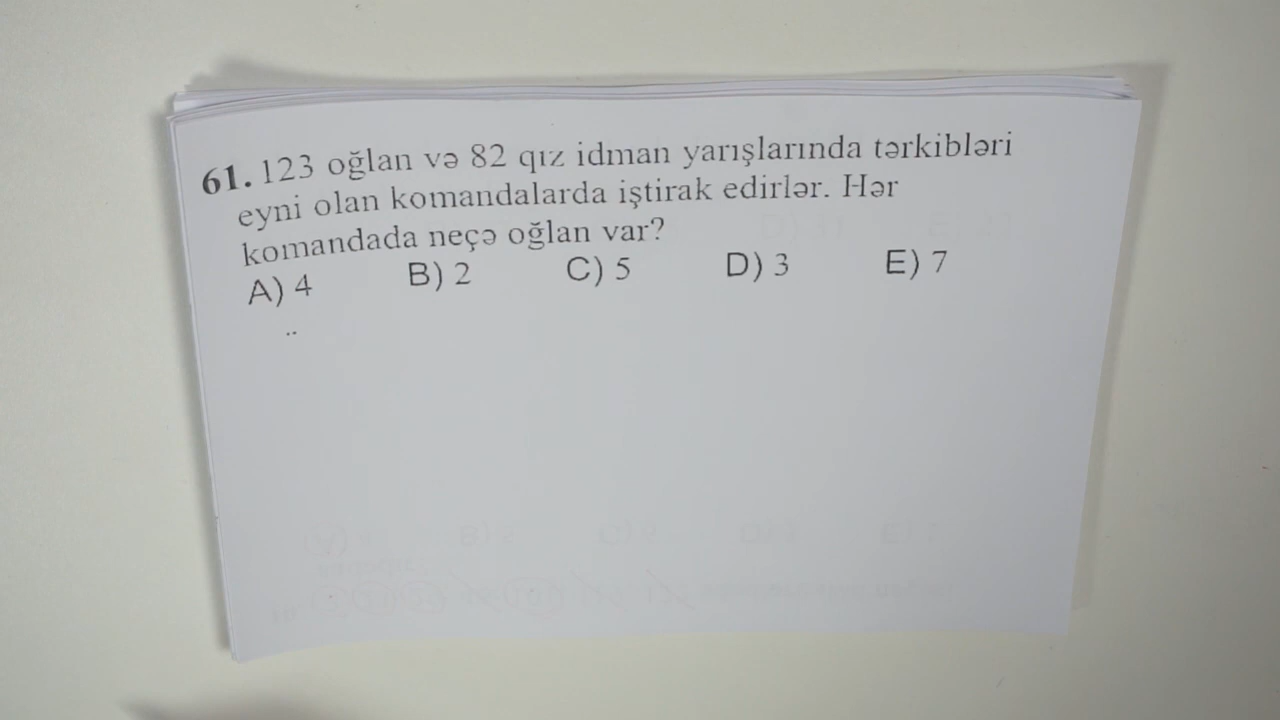 61. 123 oğlan və 82 qız idman yarışlarında tərkibləri
eyni olan komandalarda iştirak edirlər. Hər
komandada neçə oğlan var?
A) 4 B) 2 C) 5 D) 3 E) 7